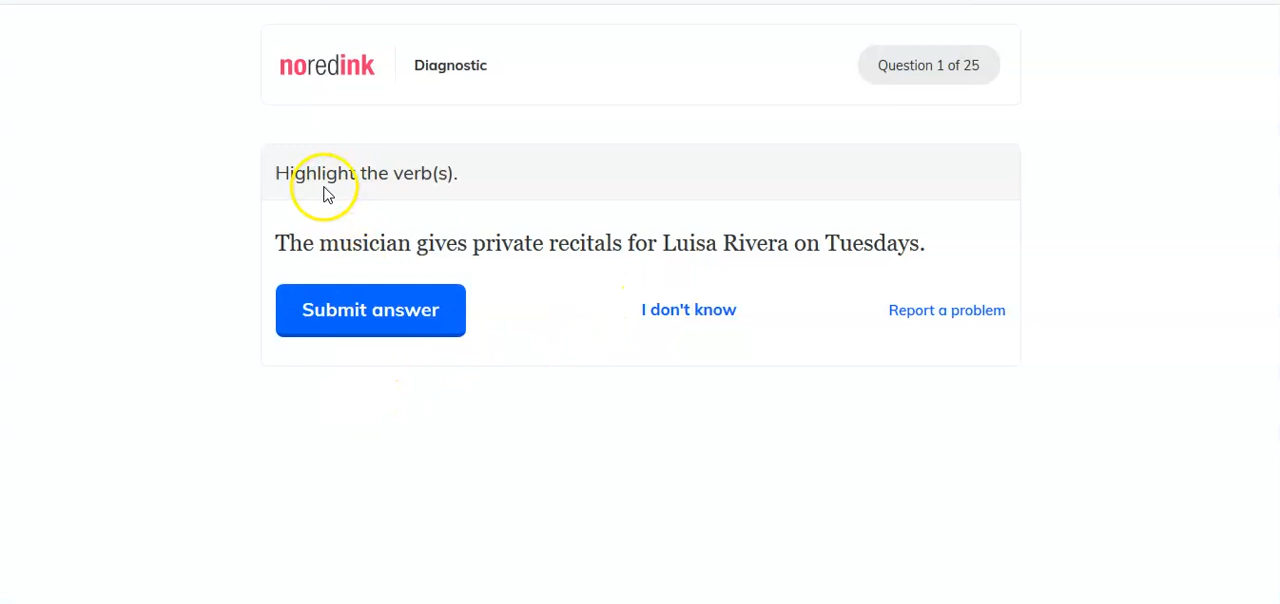 noredink
Diagnostic
Question 1 of 25
Highlight the verb(s).
The musician gives private recitals for Luisa Rivera on Tuesdays.
Submit answer
I don't know
Report a problem